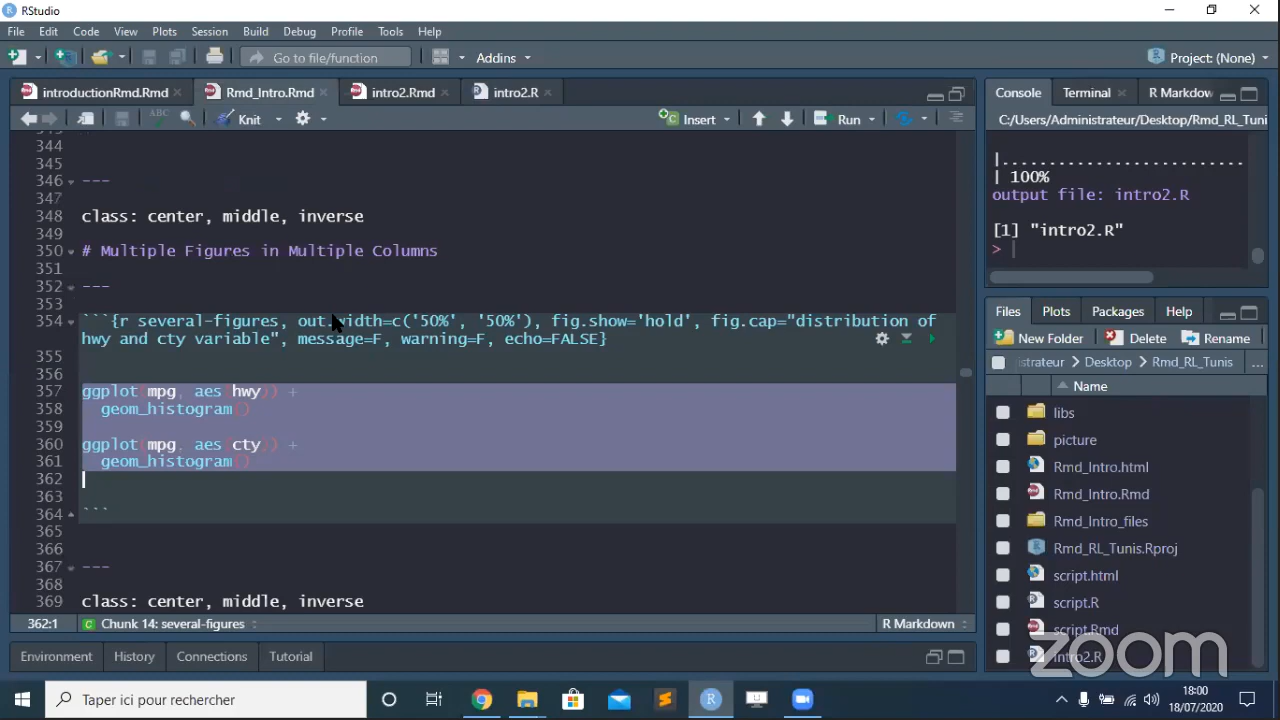 RStudio
File Edit Code View Plots Session Build Debug Profile Tools Help
Go to file/function Addins Project: (None)
introductionRmd.Rmd Rmd_Intro.Rmd intro2.Rmd intro2.R
ABC Knit Insert Run
344
345
346 ---
347
348 class: center, middle, inverse
349
350 # Multiple Figures in Multiple Columns
351
352 ---
353
354 ```{r several-figures, out.width=c('50%', '50%'), fig.show='hold', fig.cap="distribution of
hwy and cty variable", message=F, warning=F, echo=FALSE}
355
356
357 ggplot(mpg, aes(hwy)) +
358 geom_histogram()
359
360 ggplot(mpg, aes(cty)) +
361 geom_histogram()
362
363
364 ```
365
366
367 ---
368
369 class: center, middle, inverse
362:1 Chunk 14: several-figures R Markdown
Environment History Connections Tutorial
Console Terminal R Markdow
C:/Users/Administrateur/Desktop/Rmd_RL_Tuni
|..........................
| 100%
output file: intro2.R
[1] "intro2.R"
>
Files Plots Packages Help
New Folder Delete Rename
istrateur Desktop Rmd_RL_Tunis ...
Name
libs
picture
Rmd_Intro.html
Rmd_Intro.Rmd
Rmd_Intro_files
Rmd_RL_Tunis.Rproj
script.html
script.R
script.Rmd
intro2.R
zoom
Taper ici pour rechercher
18:00
18/07/2020